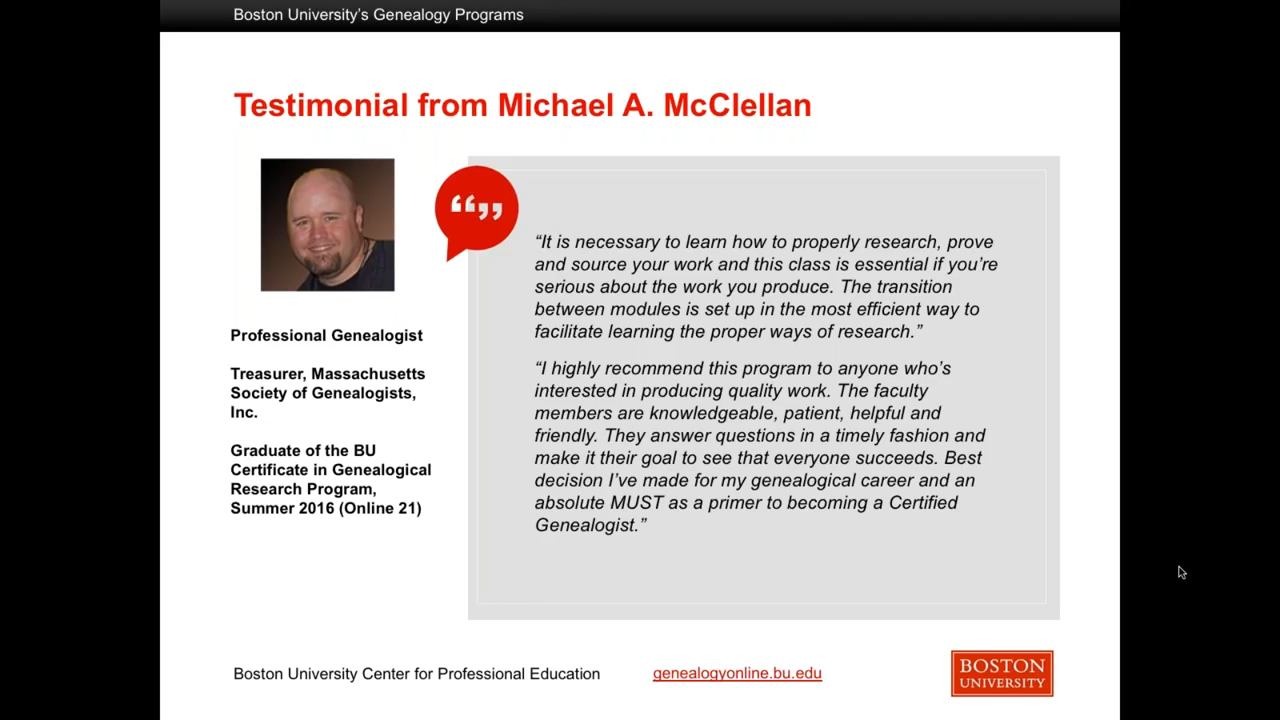 Boston University’s Genealogy Programs
Testimonial from Michael A. McClellan
Professional Genealogist
Treasurer, Massachusetts
Society of Genealogists,
Inc.
Graduate of the BU
Certificate in Genealogical
Research Program,
Summer 2016 (Online 21)
“It is necessary to learn how to properly research, prove
and source your work and this class is essential if you’re
serious about the work you produce. The transition
between modules is set up in the most efficient way to
facilitate learning the proper ways of research.”
“I highly recommend this program to anyone who’s
interested in producing quality work. The faculty
members are knowledgeable, patient, helpful and
friendly. They answer questions in a timely fashion and
make it their goal to see that everyone succeeds. Best
decision I’ve made for my genealogical career and an
absolute MUST as a primer to becoming a Certified
Genealogist.”
Boston University Center for Professional Education
genealogyonline.bu.edu
BOSTON
UNIVERSITY